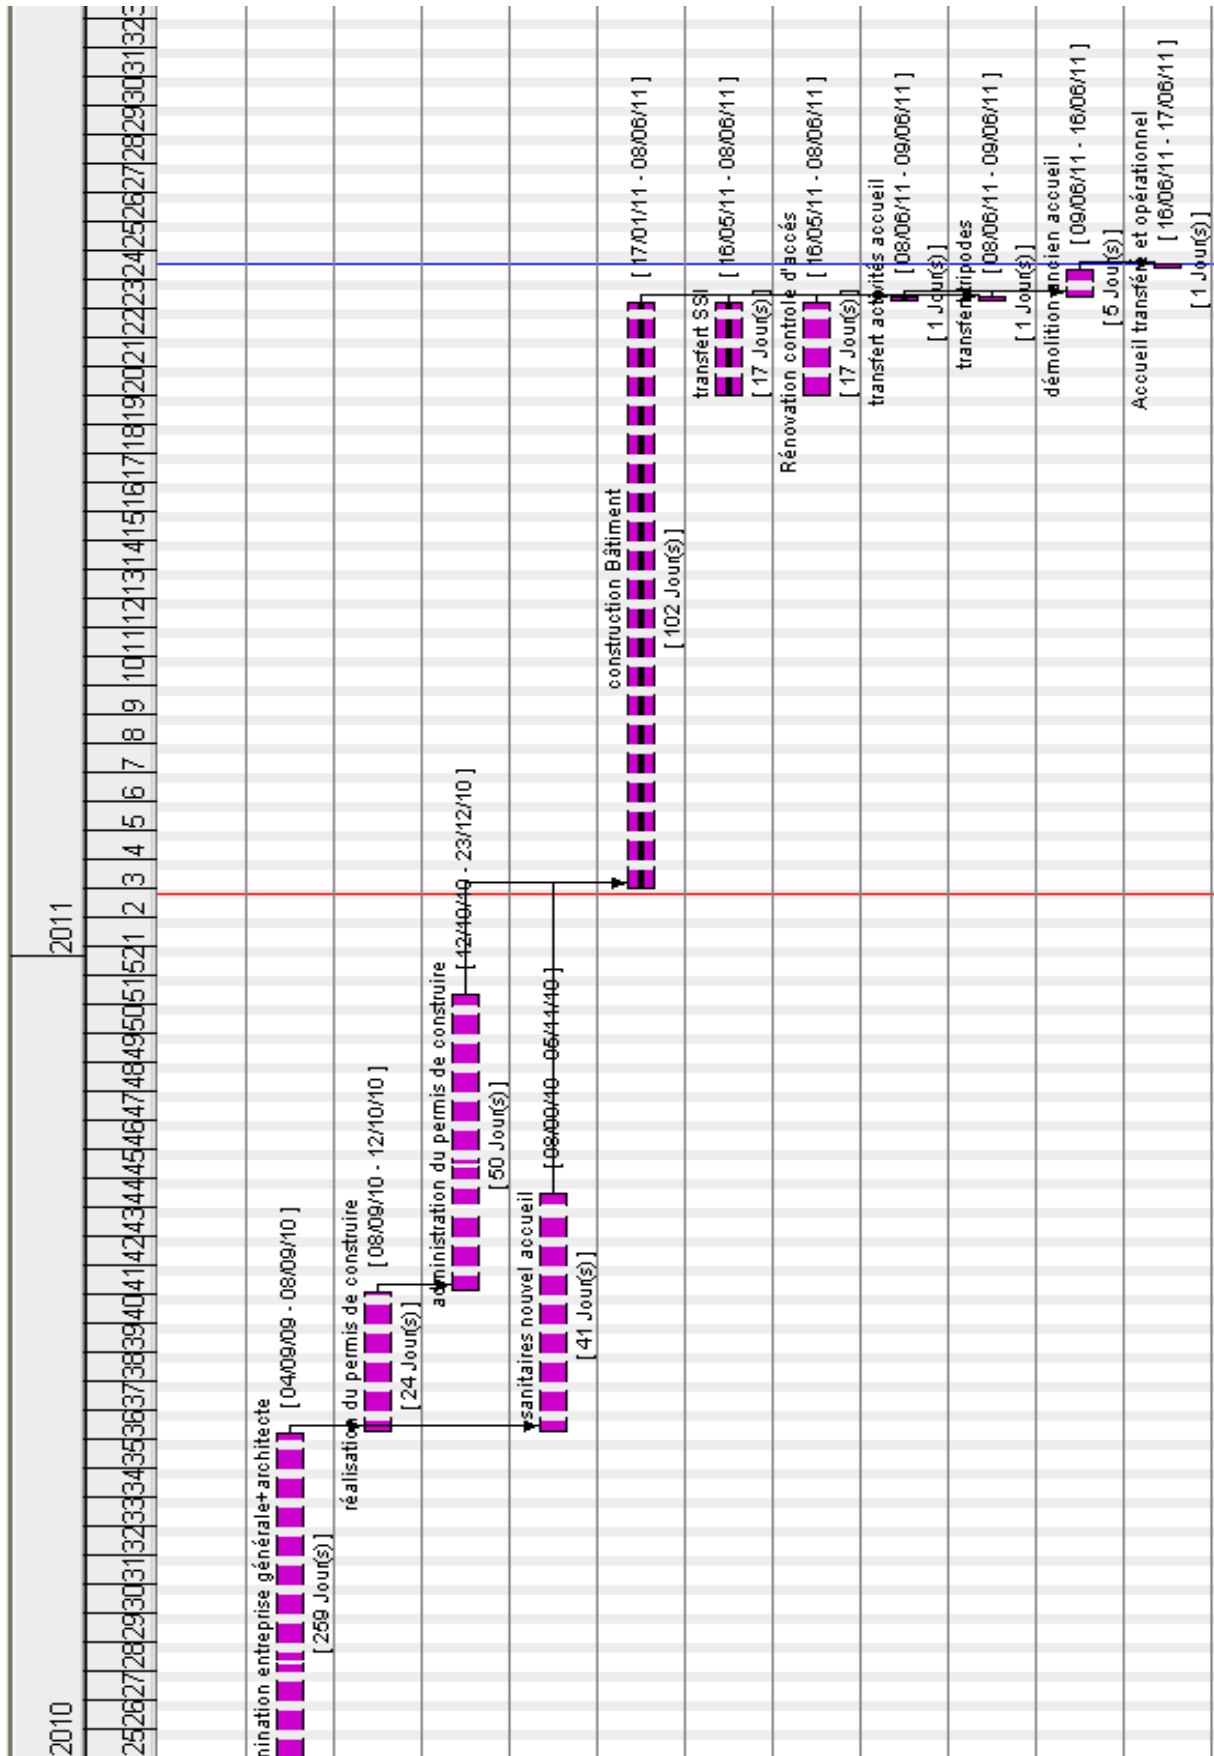 2010
2011
25 26 27 28 29 30 31 32 33 34 35 36 37 38 39 40 41 42 43 44 45 46 47 48 49 50 51 52 1 2 3 4 5 6 7 8 9 10 11 12 13 14 15 16 17 18 19 20 21 22 23 24 25 26 27 28 29 30 31 32
mination entreprise générale+architecte
[ 04/09/09 - 08/09/10 ]
[ 259 Jour(s) ]
réalisation du permis de construire
[ 08/09/10 - 12/10/10 ]
[ 24 Jour(s) ]
administration du permis de construire
[ 12/10/10 - 23/12/10 ]
[ 50 Jour(s) ]
sanitaires nouvel accueil
[ 08/09/10 - 05/11/10 ]
[ 41 Jour(s) ]
construction Bâtiment
[ 17/01/11 - 08/06/11 ]
[ 102 Jour(s) ]
transfert SSI
[ 16/05/11 - 08/06/11 ]
[ 17 Jour(s) ]
Rénovation controle d'accés
[ 16/05/11 - 08/06/11 ]
[ 17 Jour(s) ]
transfert activités accueil
[ 08/06/11 - 09/06/11 ]
[ 1 Jour(s) ]
transfert tripodes
[ 08/06/11 - 09/06/11 ]
[ 1 Jour(s) ]
démolition ancien accueil
[ 09/06/11 - 16/06/11 ]
[ 5 Jour(s) ]
Accueil transféré et opérationnel
[ 16/06/11 - 17/06/11 ]
[ 1 Jour(s) ]